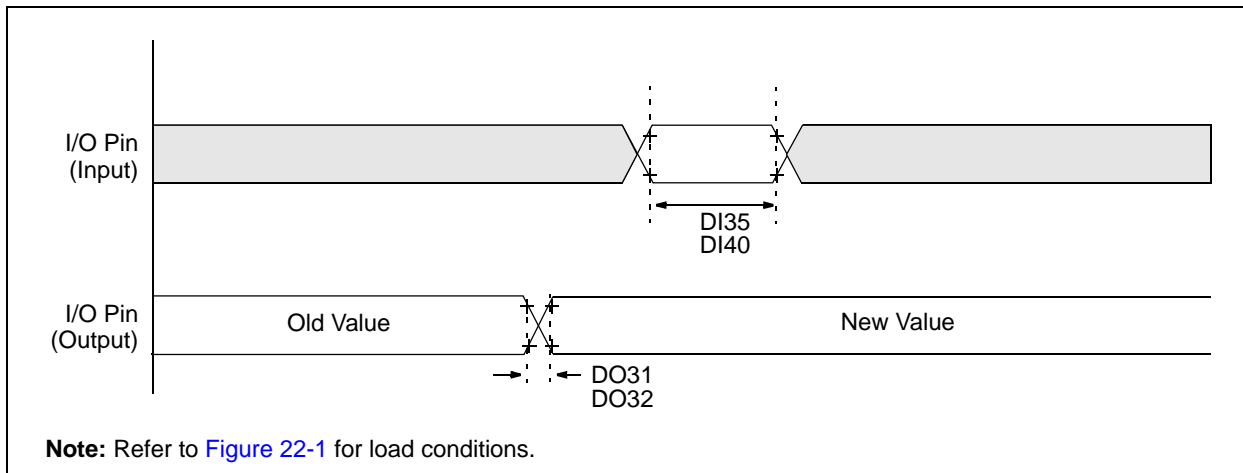 I/O Pin
(Input)
DI35
DI40
I/O Pin
(Output)
Old Value
New Value
DO31
DO32
Note: Refer to Figure 22-1 for load conditions.